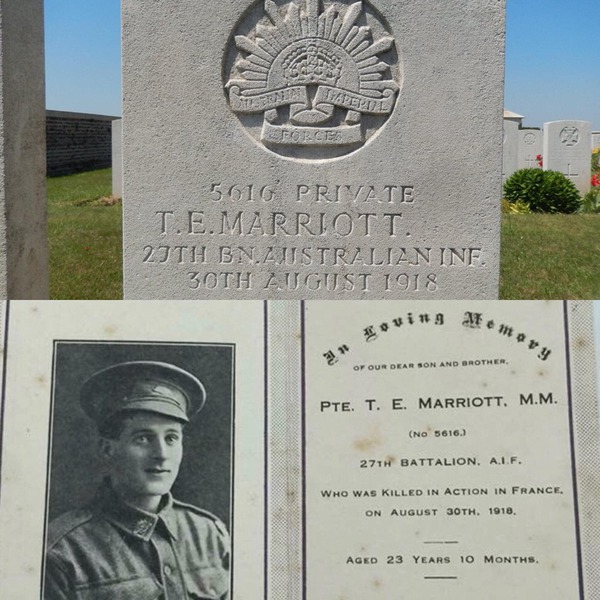 AUSTRALIAN IMPERIAL
FORCES
5616 PRIVATE
T.E.MARRIOTT.
27TH BN.AUSTRALIAN INF.
30TH AUGUST 1918
In Loving Memory
OF OUR DEAR SON AND BROTHER,
PTE. T. E. MARRIOTT, M.M.
(No 5616.)
27TH BATTALION, A.I.F.
WHO WAS KILLED IN ACTION IN FRANCE,
ON AUGUST 30TH, 1918,
AGED 23 YEARS 10 MONTHS.